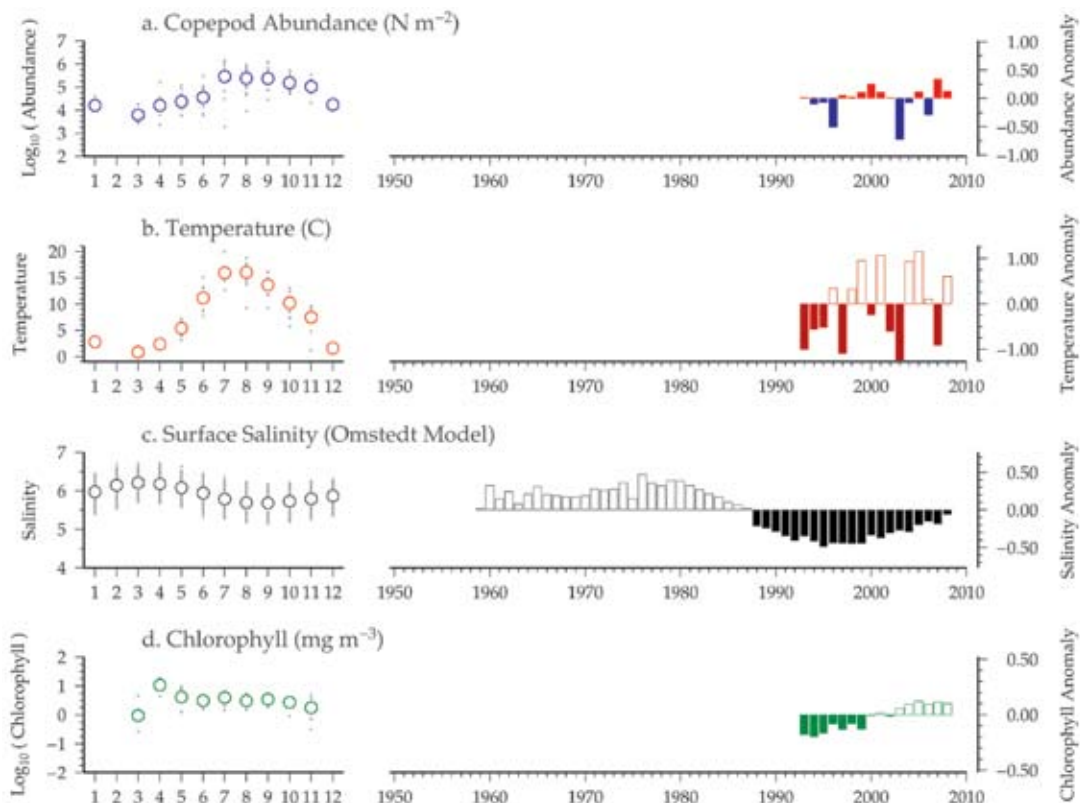 a. Copepod Abundance (N m⁻²)
Log₁₀ ( Abundance )
7
6
5
4
3
2
1 2 3 4 5 6 7 8 9 10 11 12
1950 1960 1970 1980 1990 2000 2010
1.00
0.50
0.00
−0.50
−1.00
Abundance Anomaly
b. Temperature (C)
Temperature
20
15
10
5
0
1 2 3 4 5 6 7 8 9 10 11 12
1950 1960 1970 1980 1990 2000 2010
1.00
0.00
−1.00
Temperature Anomaly
c. Surface Salinity (Omstedt Model)
Salinity
7
6
5
4
1 2 3 4 5 6 7 8 9 10 11 12
1950 1960 1970 1980 1990 2000 2010
0.50
0.00
−0.50
Salinity Anomaly
d. Chlorophyll (mg m⁻³)
Log₁₀ ( Chlorophyll )
2
1
0
−1
−2
1 2 3 4 5 6 7 8 9 10 11 12
1950 1960 1970 1980 1990 2000 2010
0.50
0.00
−0.50
Chlorophyll Anomaly